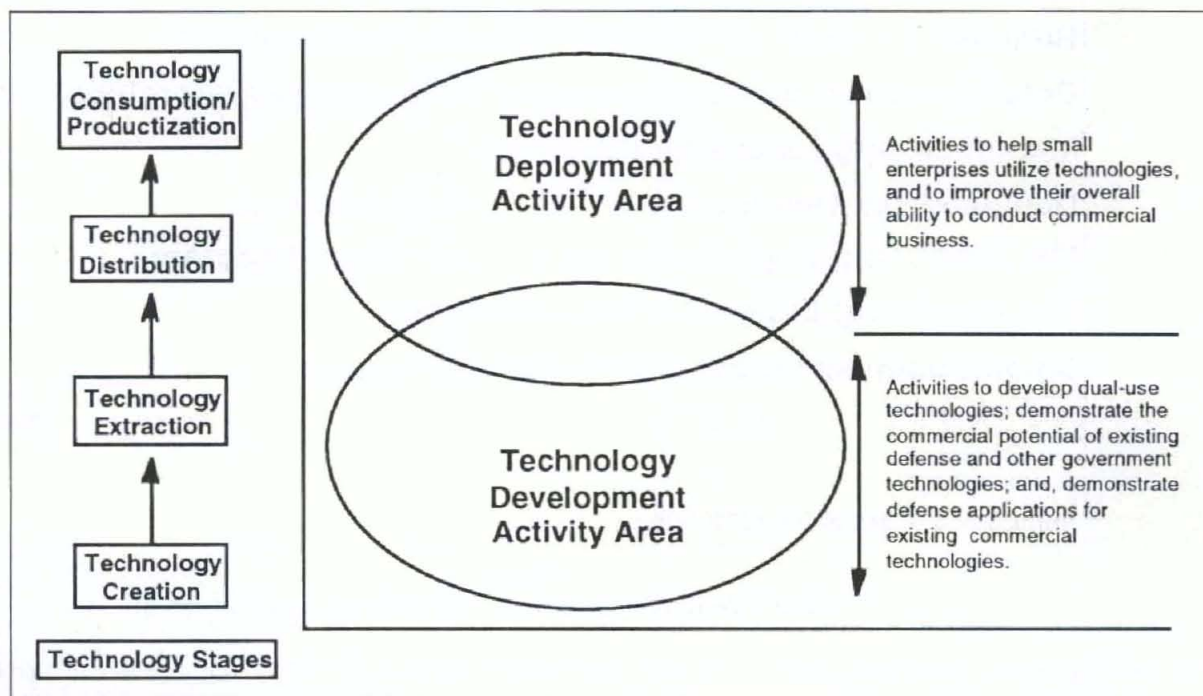 Technology
Consumption/
Productization
Technology
Distribution
Technology
Extraction
Technology
Creation
Technology Stages
Technology
Deployment
Activity Area
Technology
Development
Activity Area
Activities to help small
enterprises utilize technologies,
and to improve their overall
ability to conduct commercial
business.
Activities to develop dual-use
technologies; demonstrate the
commercial potential of existing
defense and other government
technologies; and, demonstrate
defense applications for
existing commercial
technologies.